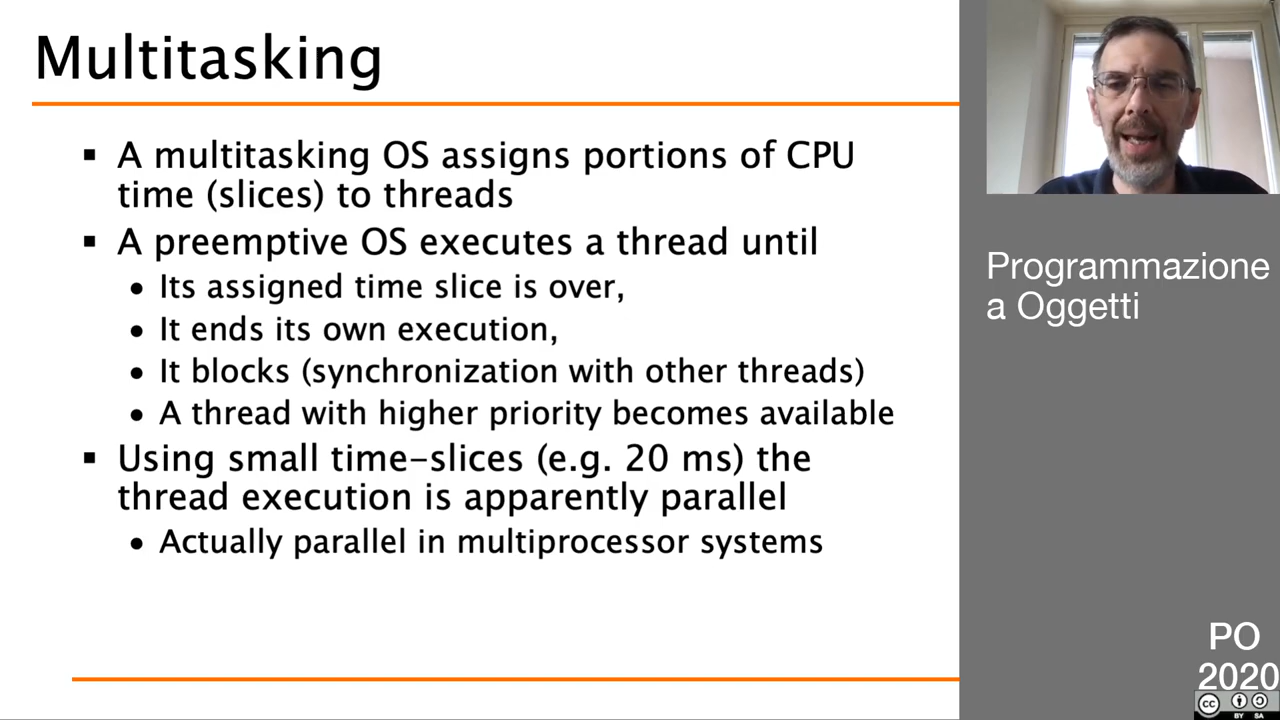 Multitasking
▪ A multitasking OS assigns portions of CPU
time (slices) to threads
▪ A preemptive OS executes a thread until
• Its assigned time slice is over,
• It ends its own execution,
• It blocks (synchronization with other threads)
• A thread with higher priority becomes available
▪ Using small time-slices (e.g. 20 ms) the
thread execution is apparently parallel
• Actually parallel in multiprocessor systems
Programmazione
a Oggetti
PO
2020
cc
BY SA